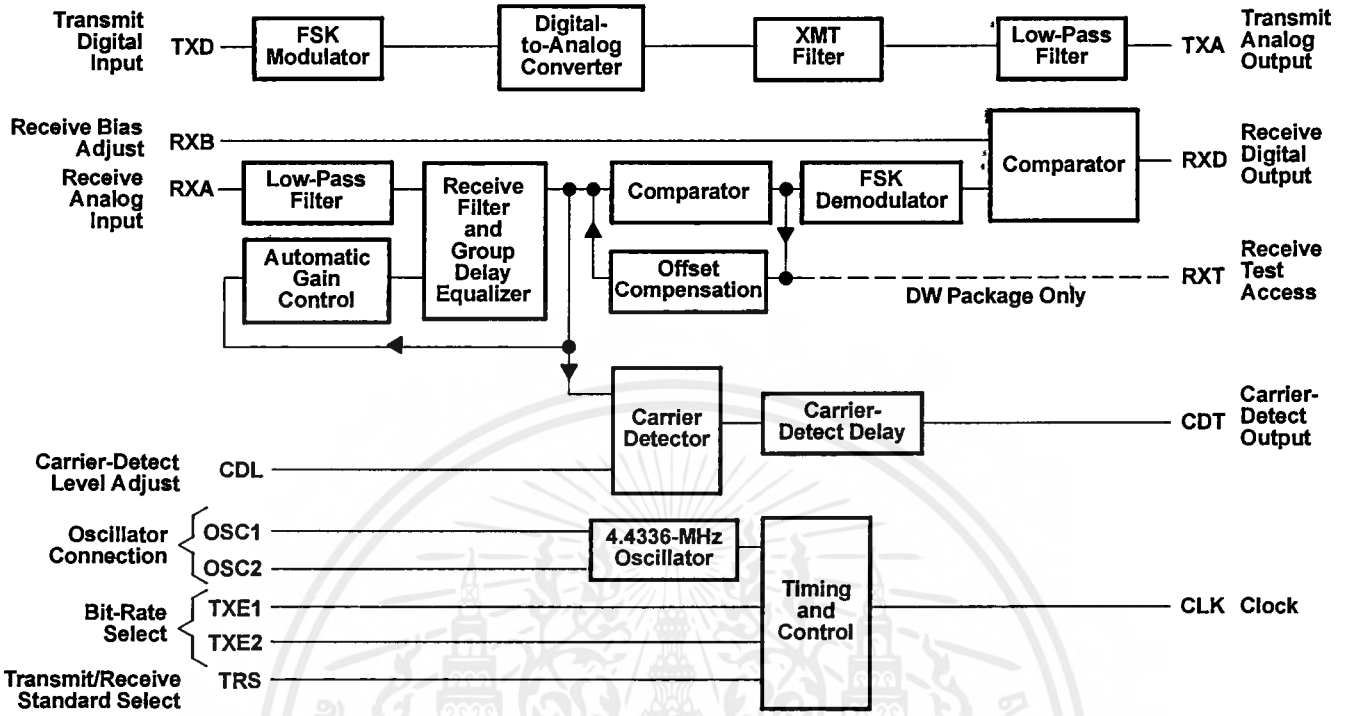 Transmit
Digital
Input
TXD
FSK
Modulator
Digital-
to-Analog
Converter
XMT
Filter
Low-Pass
Filter
TXA
Transmit
Analog
Output
Receive Bias
Adjust
RXB
Receive
Analog
Input
RXA
Low-Pass
Filter
Automatic
Gain
Control
Receive
Filter
and
Group
Delay
Equalizer
Comparator
Offset
Compensation
FSK
Demodulator
Comparator
RXD
Receive
Digital
Output
DW Package Only
RXT
Receive
Test
Access
Carrier
Detector
Carrier-
Detect Delay
CDT
Carrier-
Detect
Output
Carrier-Detect
Level Adjust
CDL
Oscillator
Connection
OSC1
OSC2
4.4336-MHz
Oscillator
Bit-Rate
Select
TXE1
TXE2
Transmit/Receive
Standard Select
TRS
Timing
and
Control
CLK Clock